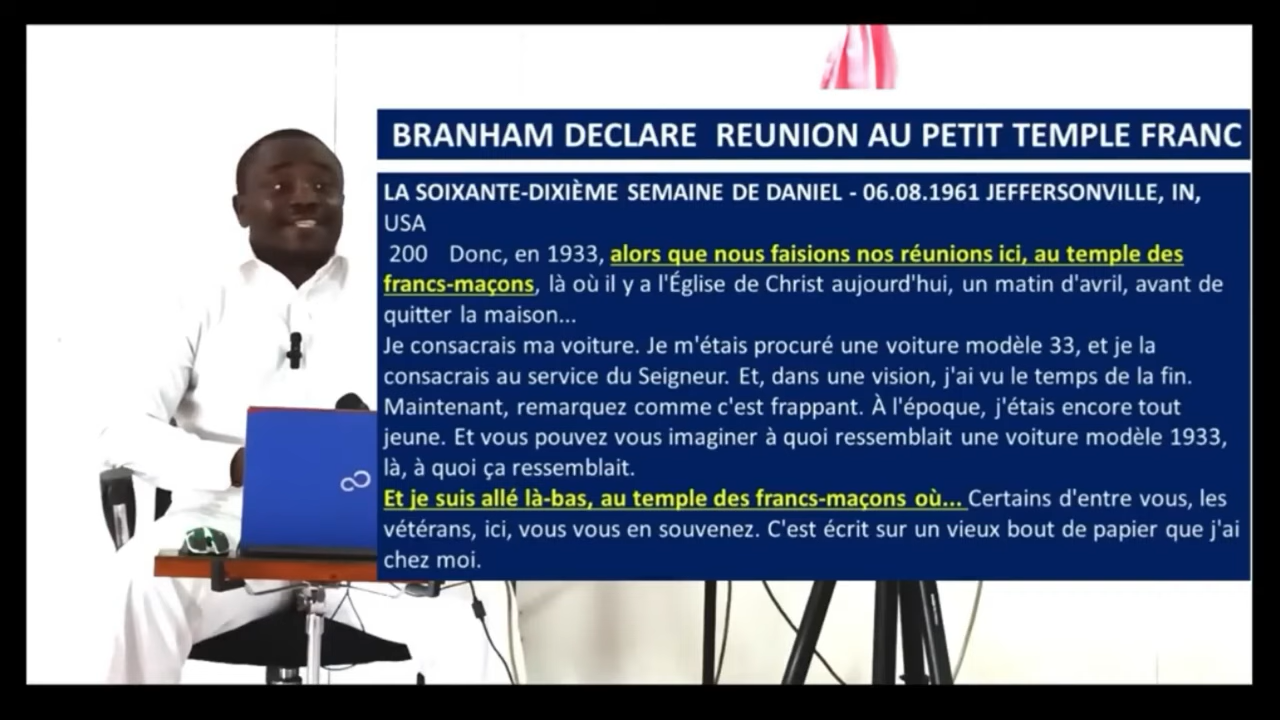 BRANHAM DECLARE REUNION AU PETIT TEMPLE FRANC
LA SOIXANTE-DIXIÈME SEMAINE DE DANIEL - 06.08.1961 JEFFERSONVILLE, IN,
USA
200 Donc, en 1933, alors que nous faisions nos réunions ici, au temple des
francs-maçons, là où il y a l'Église de Christ aujourd'hui, un matin d'avril, avant de
quitter la maison...
Je consacrais ma voiture. Je m'étais procuré une voiture modèle 33, et je la
consacrais au service du Seigneur. Et, dans une vision, j'ai vu le temps de la fin.
Maintenant, remarquez comme c'est frappant. À l'époque, j'étais encore tout
jeune. Et vous pouvez vous imaginer à quoi ressemblait une voiture modèle 1933,
là, à quoi ça ressemblait.
Et je suis allé là-bas, au temple des francs-maçons où... Certains d'entre vous, les
vétérans, ici, vous vous en souvenez. C'est écrit sur un vieux bout de papier que j'ai
chez moi.